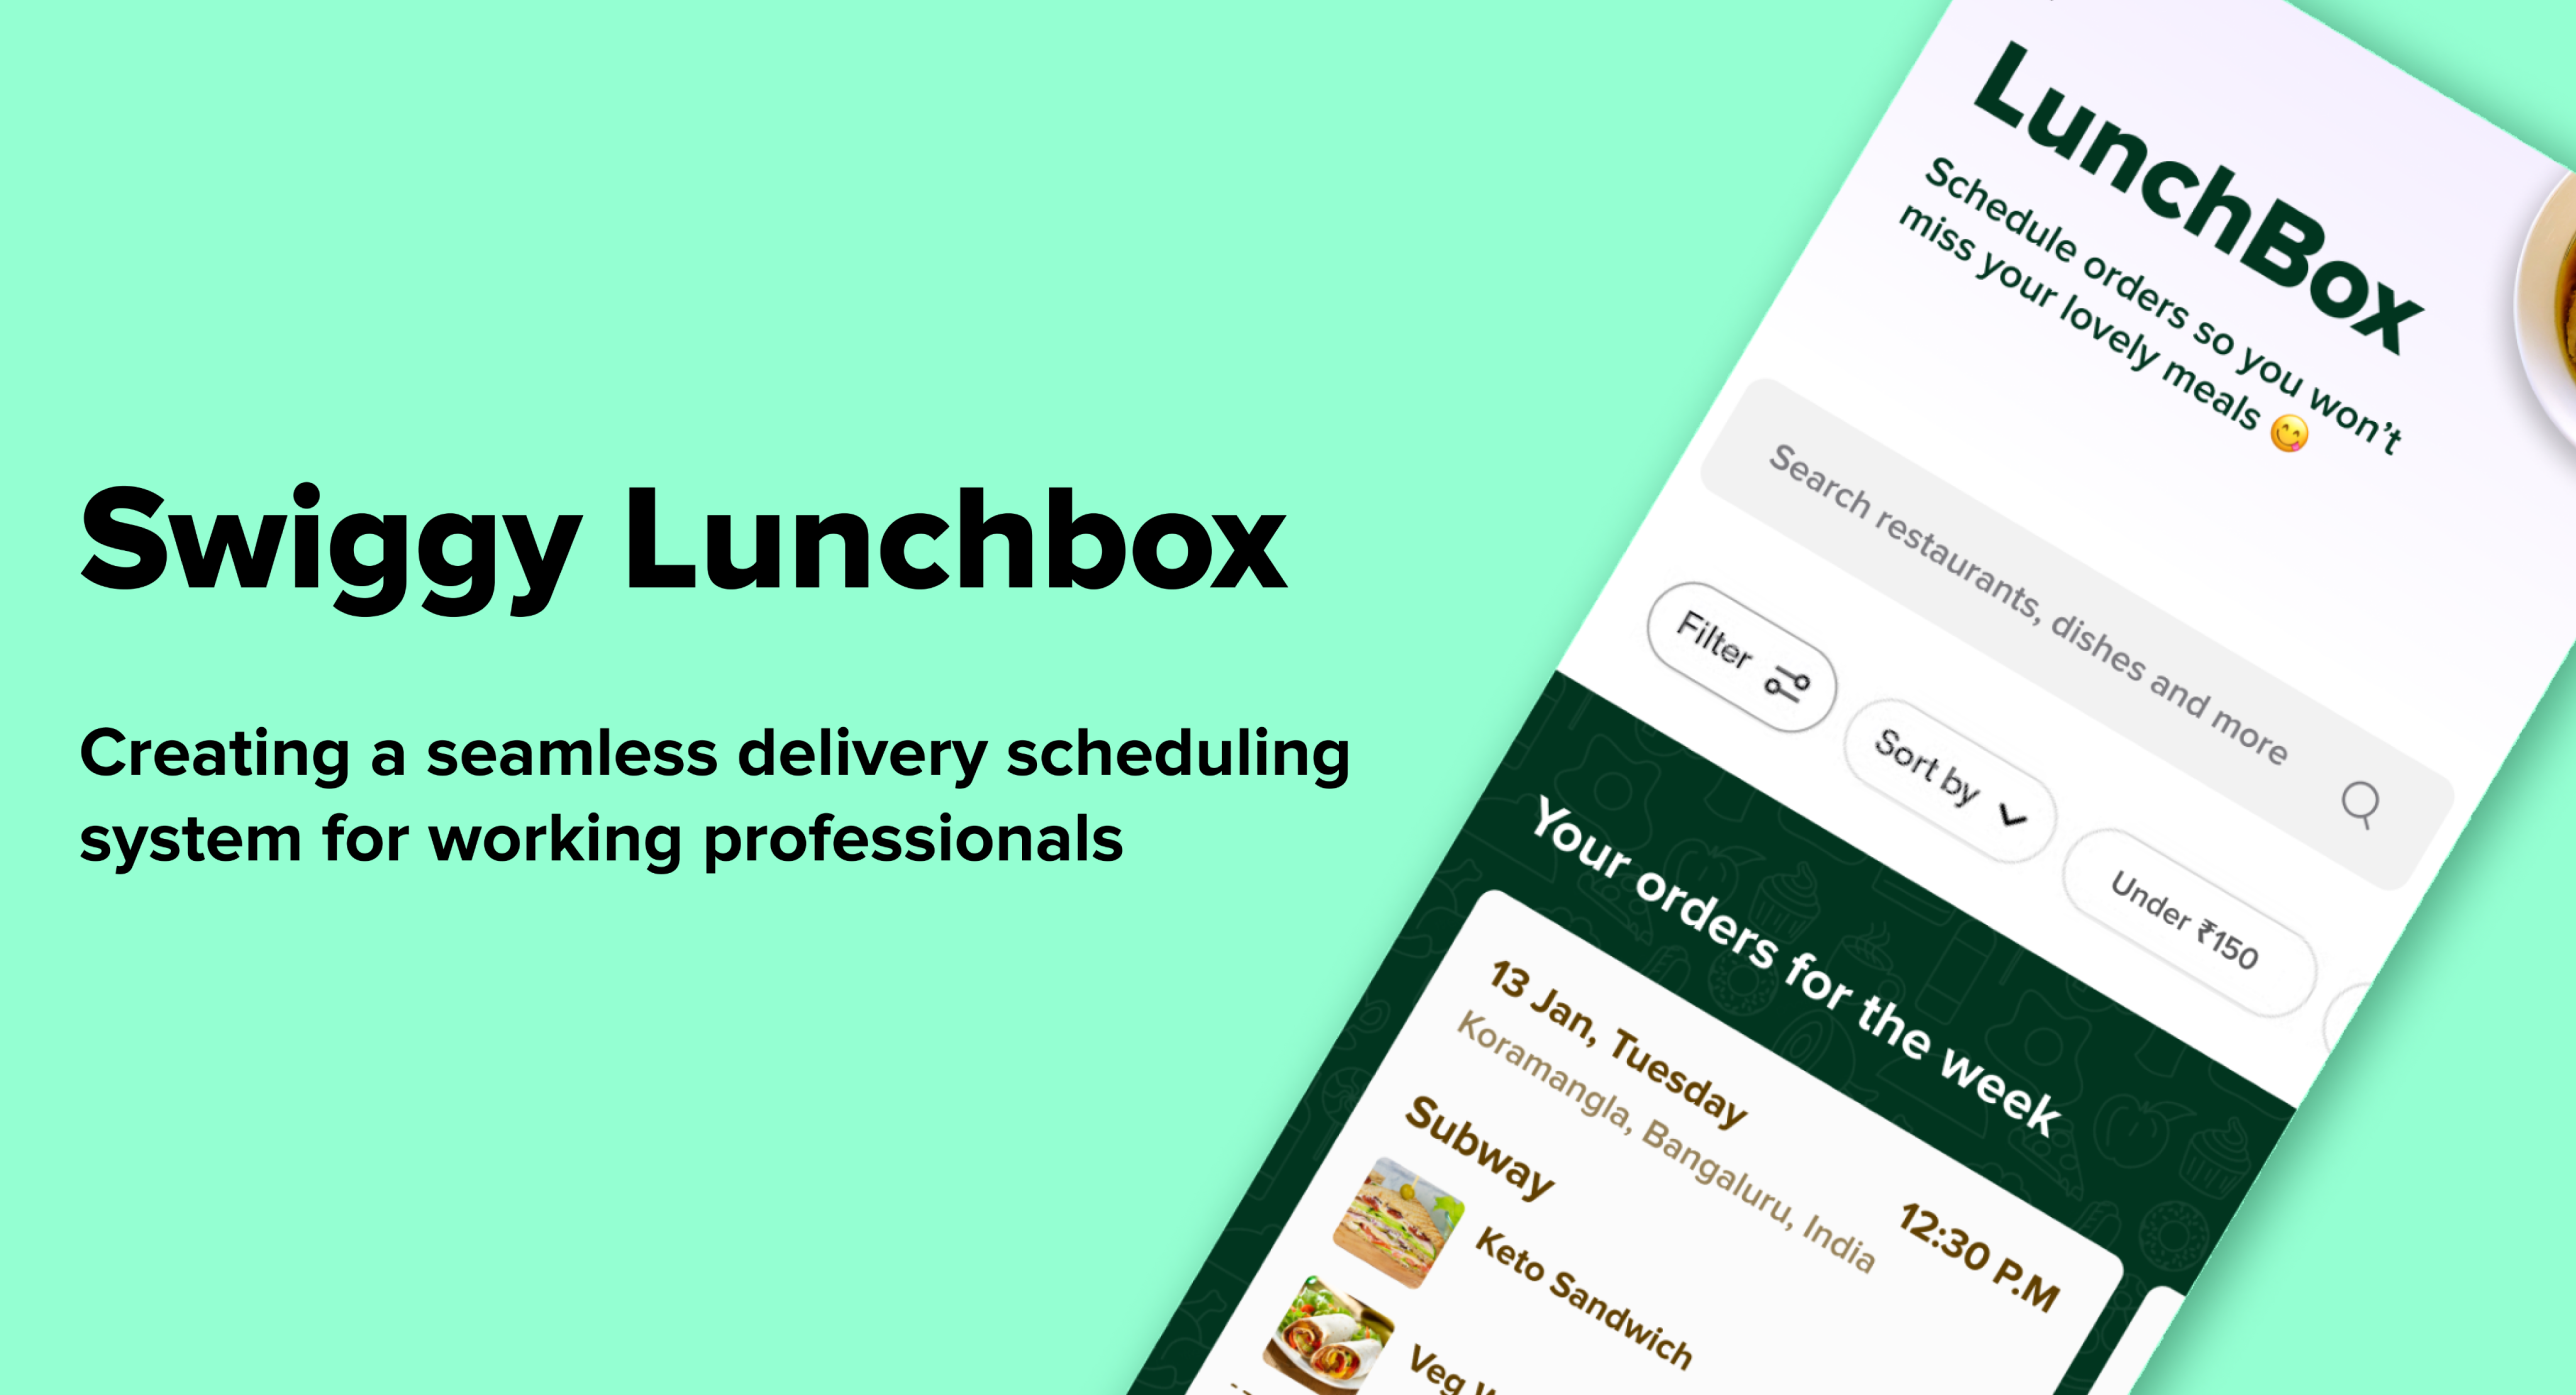 Swiggy Lunchbox
Creating a seamless delivery scheduling
system for working professionals
LunchBox
Schedule orders so you won't
miss your lovely meals 😋
Search restaurants, dishes and more
Filter
Sort by
Under ₹150
Your orders for the week
13 Jan, Tuesday
Koramangla, Bangaluru, India
12:30 P.M
Subway
Keto Sandwich
Veg